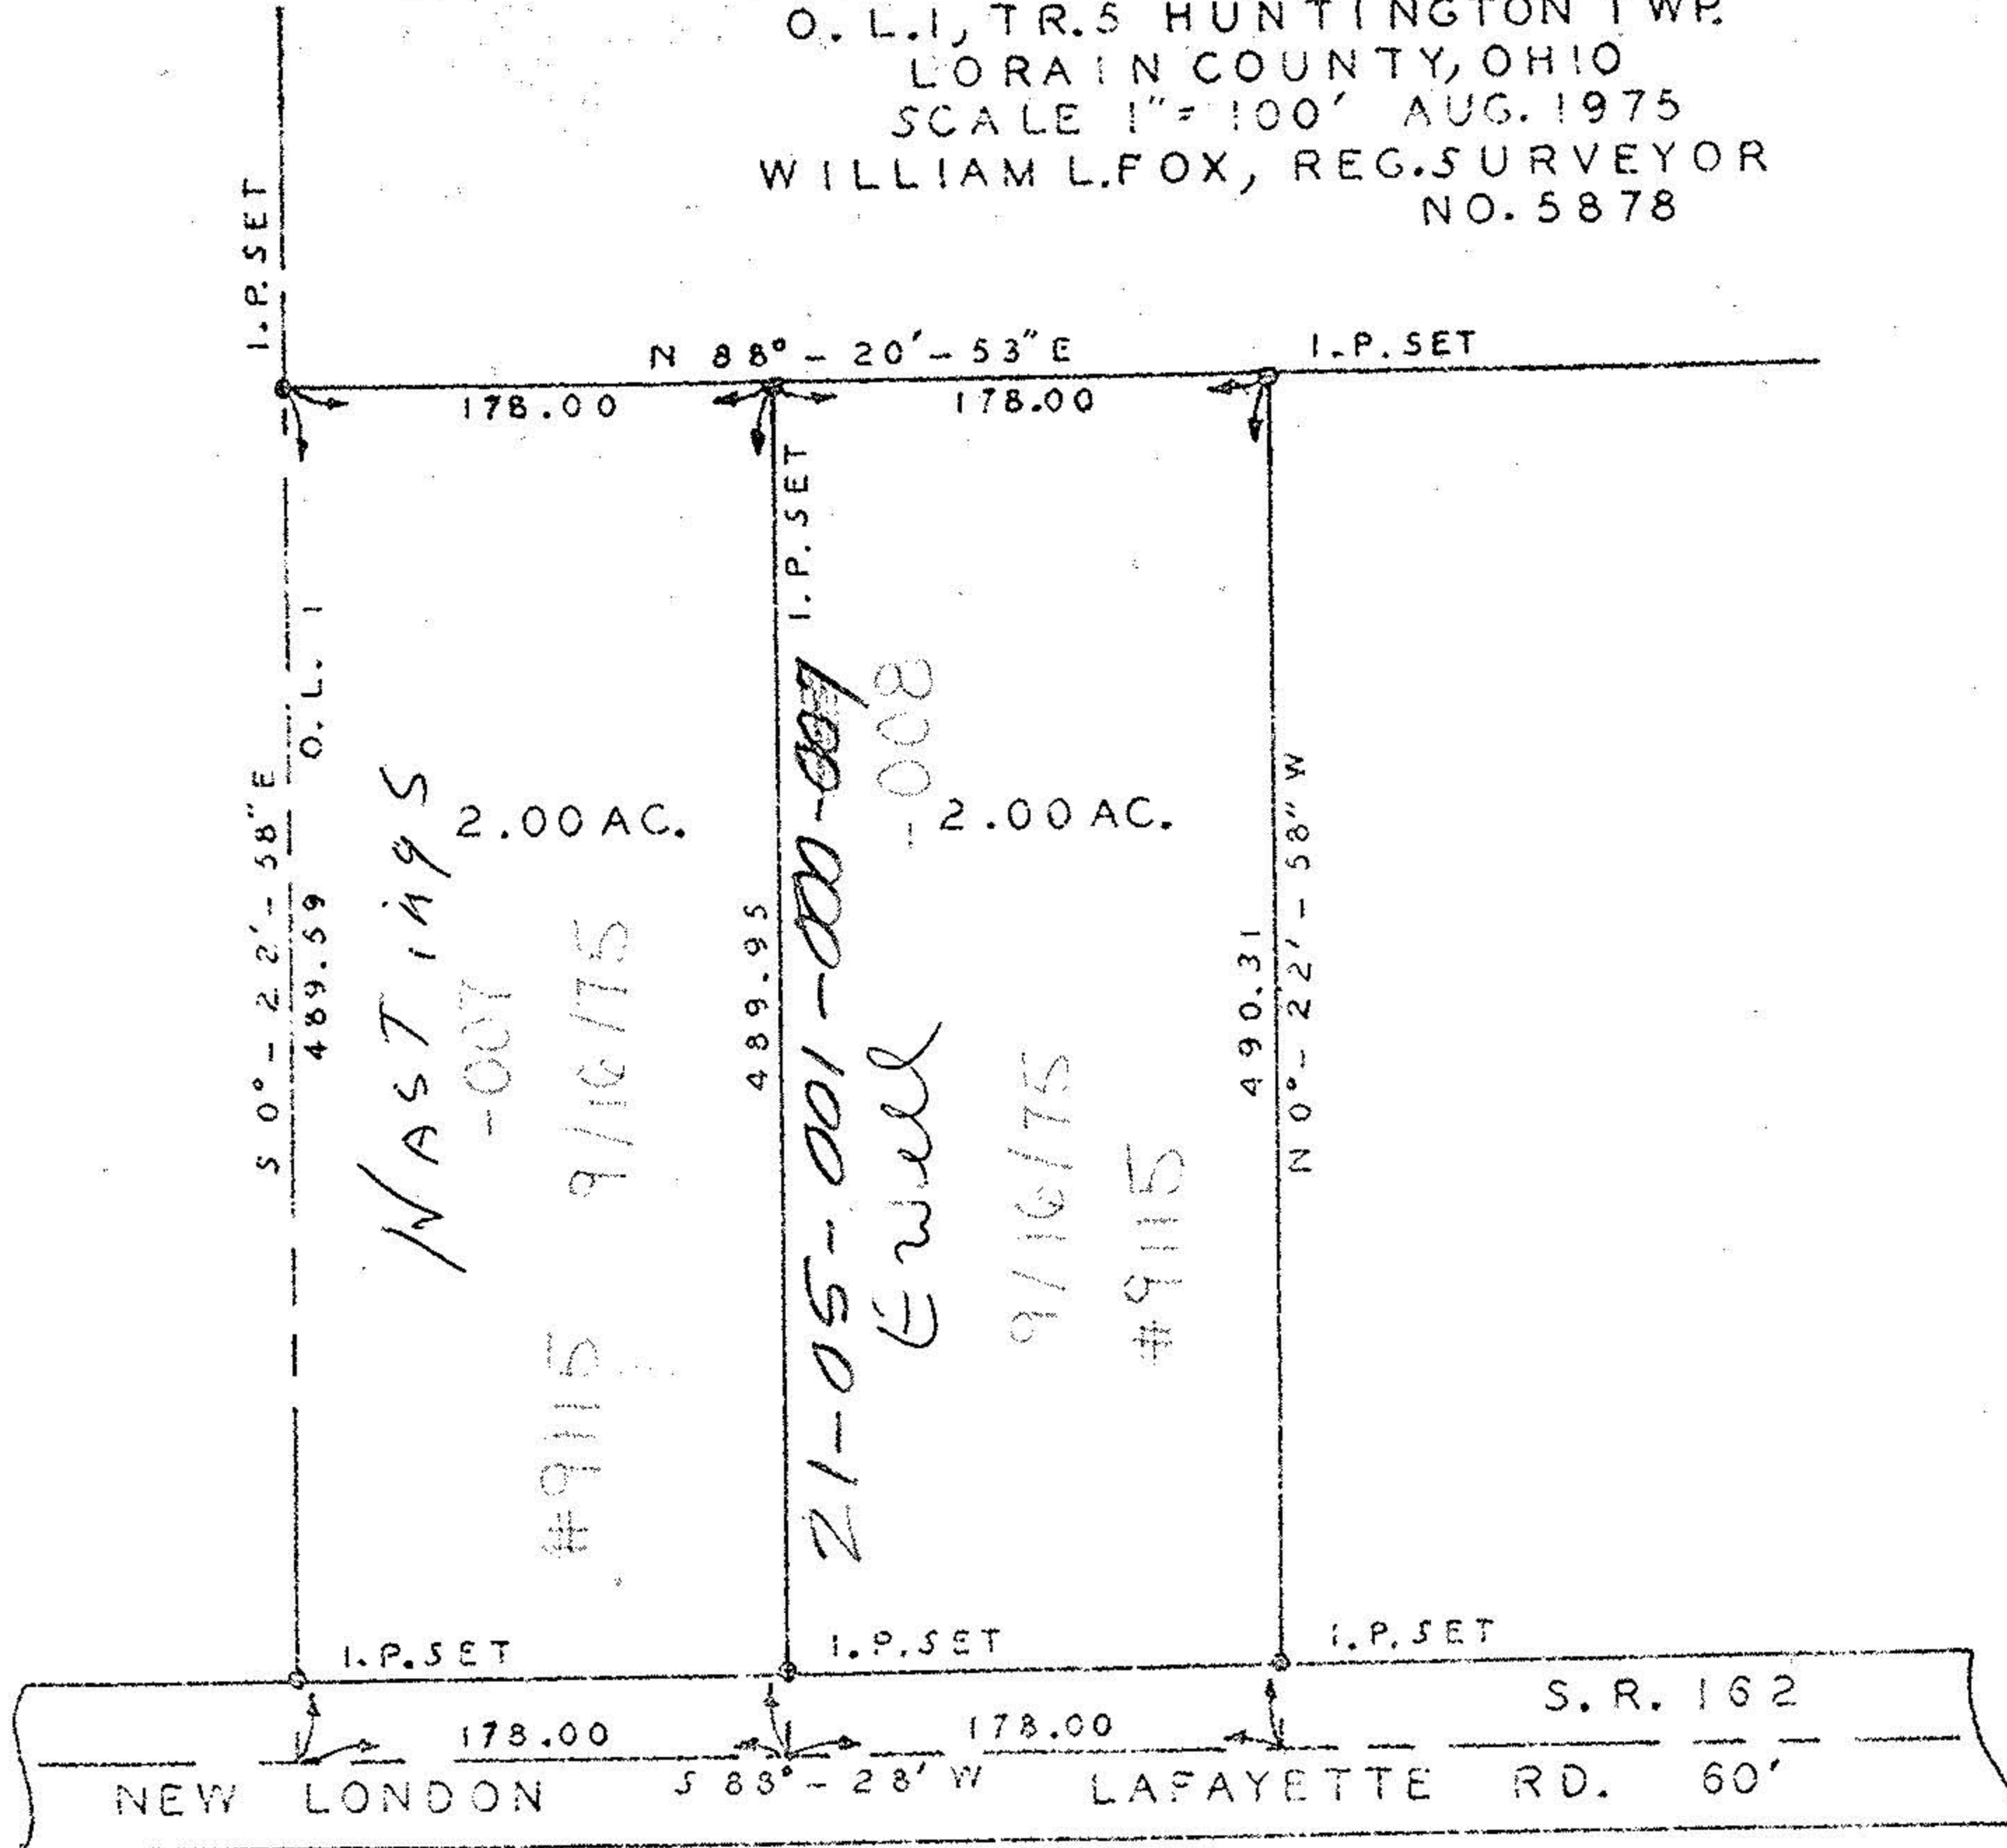 O. L. 1, TR. 5 HUNTINGTON TWP.
LORAIN COUNTY, OHIO
SCALE 1" = 100' AUG. 1975
WILLIAM L. FOX, REG. SURVEYOR
NO. 5878
I.P. SET
N 88° - 20' - 53" E
I.P. SET
178.00
178.00
I.P. SET
O. L. 1
S 0° - 22' - 58" E
489.59
2.00 AC.
-007
9/16/75
#9115
489.95
21-05-001-000-007
-008
2.00 AC.
Ewell
9/16/75
#9115
490.31
N 0° - 22' - 58" W
I.P. SET
I.P. SET
I.P. SET
S. R. 162
178.00
178.00
NEW LONDON S 88° - 28' W LAFAYETTE RD. 60'